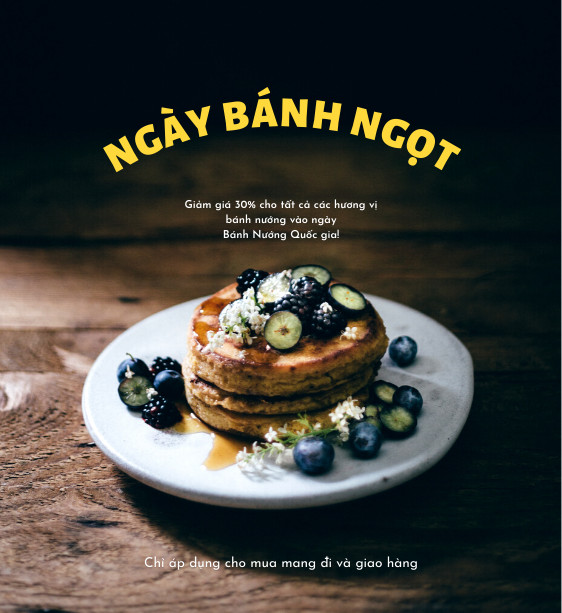 NGÀY BÁNH NGỌT
Giảm giá 30% cho tất cả các hương vị
bánh nướng vào ngày
Bánh Nướng Quốc gia!
Chỉ áp dụng cho mua mang đi và giao hàng